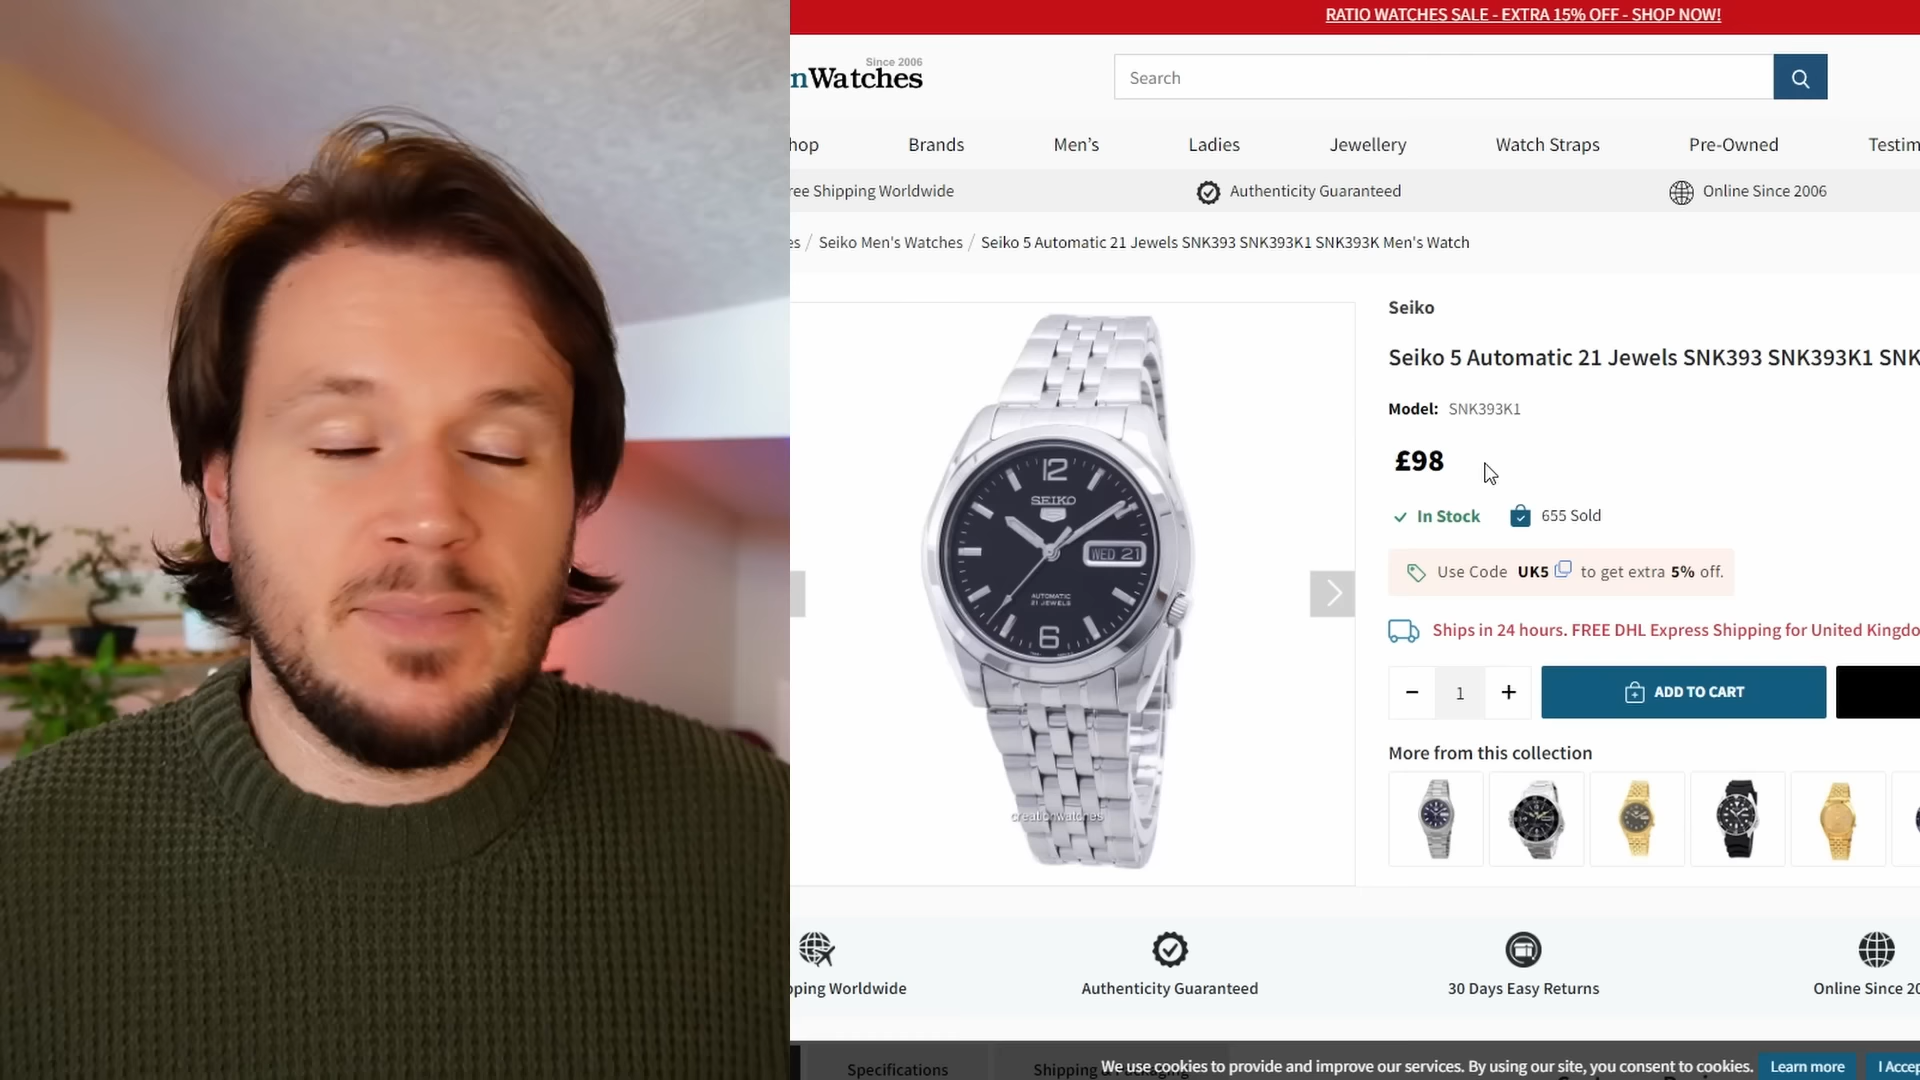 RATIO WATCHES SALE - EXTRA 15% OFF - SHOP NOW!
Since 2006
nWatches
Search
hop
Brands
Men's
Ladies
Jewellery
Watch Straps
Pre-Owned
Testim
ree Shipping Worldwide
Authenticity Guaranteed
Online Since 2006
es / Seiko Men's Watches / Seiko 5 Automatic 21 Jewels SNK393 SNK393K1 SNK393K Men's Watch
12
SEIKO
5
WED 21
AUTOMATIC
21 JEWELS
6
creationwatches
Seiko
Seiko 5 Automatic 21 Jewels SNK393 SNK393K1 SNK
Model: SNK393K1
£98
In Stock
655 Sold
Use Code UK5 to get extra 5% off.
Ships in 24 hours. FREE DHL Express Shipping for United Kingdo
− 1 +
ADD TO CART
More from this collection
pping Worldwide
Authenticity Guaranteed
30 Days Easy Returns
Online Since 20
Specifications
Shipping
We use cookies to provide and improve our services. By using our site, you consent to cookies.
Learn more
I Accep